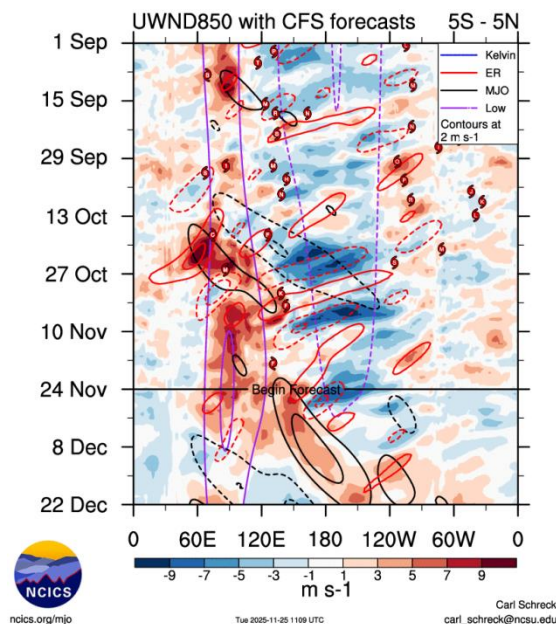 UWND850 with CFS forecasts 5S - 5N
Kelvin
ER
MJO
Low
Contours at
2 m s-1
1 Sep
15 Sep
29 Sep
13 Oct
27 Oct
10 Nov
24 Nov
8 Dec
22 Dec
Begin Forecast
0 60E 120E 180 120W 60W 0
-9 -7 -5 -3 -1 1 3 5 7 9
m s-1
NCICS
ncics.org/mjo
Tue 2025-11-25 1109 UTC
Carl Schreck
carl_schreck@ncsu.edu